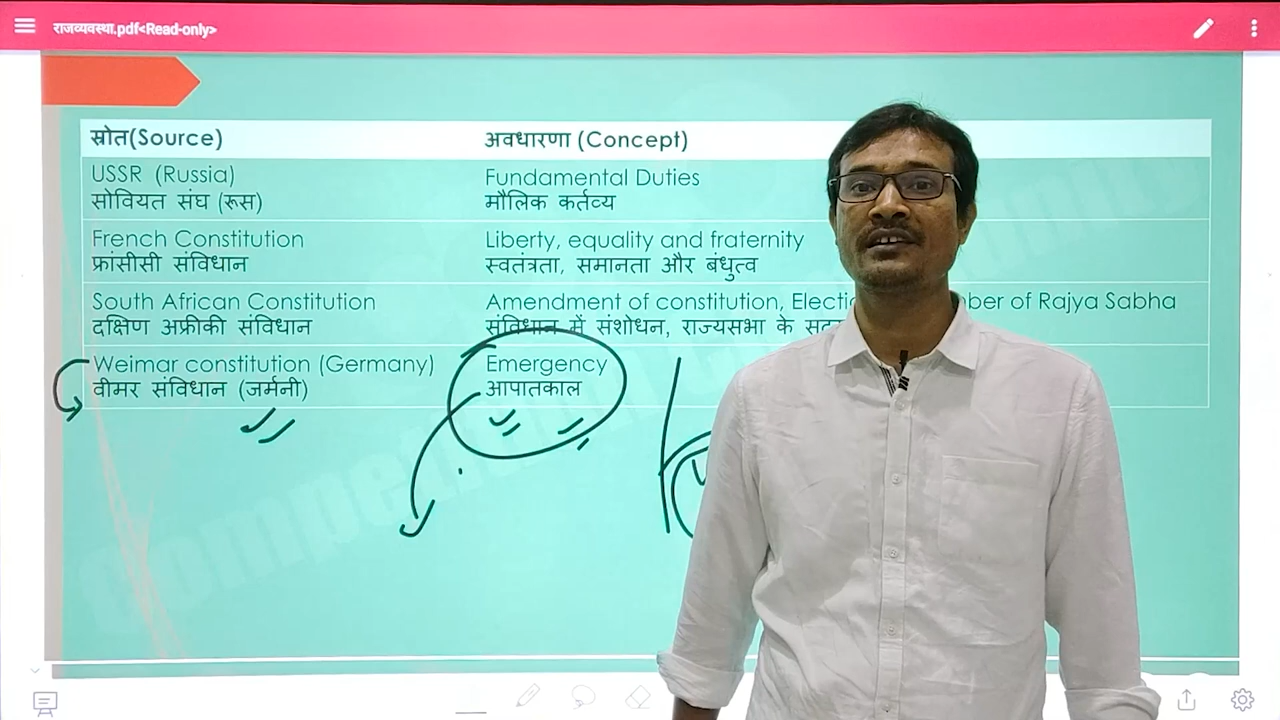 राजव्यवस्था.pdf<Read-only>
स्रोत(Source)
अवधारणा (Concept)
USSR (Russia)
सोवियत संघ (रूस)
Fundamental Duties
मौलिक कर्तव्य
French Constitution
फ्रांसीसी संविधान
Liberty, equality and fraternity
स्वतंत्रता, समानता और बंधुत्व
South African Constitution
दक्षिण अफ्रीकी संविधान
Amendment of constitution, of Rajya Sabha
संविधान में संशोधन, राज्यसभा के
Weimar constitution (Germany)
वीमर संविधान (जर्मनी)
Emergency
आपातकाल